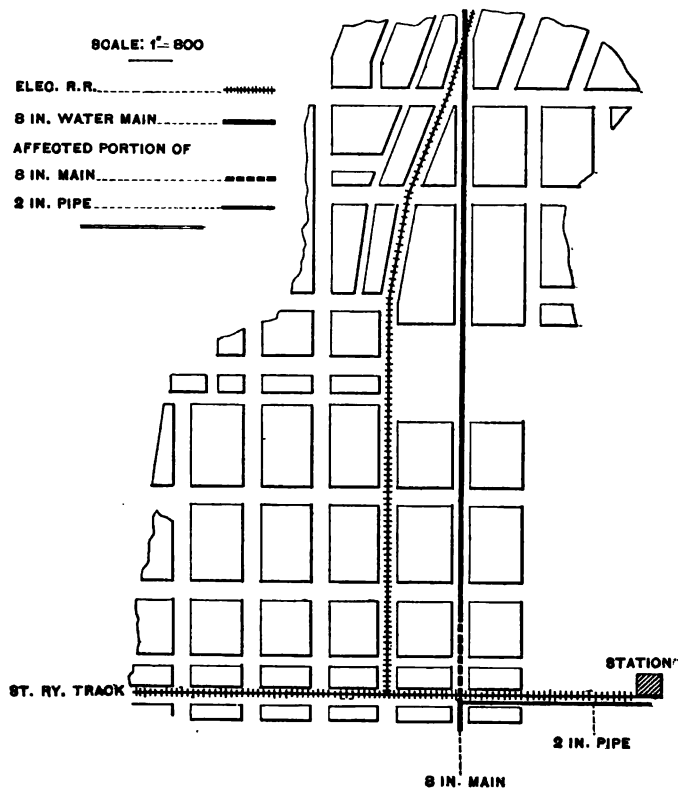 SCALE: 1"= 800
ELEC. R.R.
8 IN. WATER MAIN
AFFECTED PORTION OF
8 IN. MAIN
2 IN. PIPE
STATION
ST. RY. TRACK
2 IN. PIPE
8 IN. MAIN